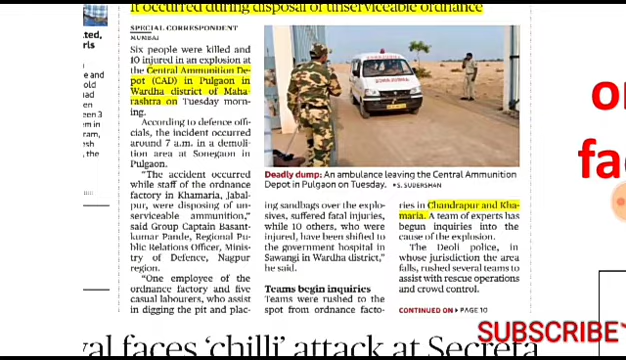 It occurred during disposal of unserviceable ordnance
SPECIAL CORRESPONDENT
MUMBAI
Six people were killed and
10 injured in an explosion at
the Central Ammunition De-
pot (CAD) in Pulgaon in
Wardha district of Maha-
rashtra on Tuesday morn-
ing.
According to defence offi-
cials, the incident occurred
around 7 a.m. in a demoli-
tion area at Sonegaon in
Pulgaon.
"The accident occurred
while staff of the ordnance
factory in Khamaria, Jabal-
pur, were disposing of un-
serviceable ammunition,"
said Group Captain Basant-
kumar Pande, Regional Pu-
blic Relations Officer, Minis-
try of Defence, Nagpur
region.
"One employee of the
ordnance factory and five
casual labourers, who assist
in digging the pit and plac-
AMBULANCE
Deadly dump: An ambulance leaving the Central Ammunition
Depot in Pulgaon on Tuesday. • S. SUDERSHAN
ing sandbags over the explo-
sives, suffered fatal injuries,
while 10 others, who were
injured, have been shifted to
the government hospital in
Sawangi in Wardha district,"
he said.
Teams begin inquiries
Teams were rushed to the
spot from ordnance facto-
ries in Chandrapur and Kha-
maria. A team of experts has
begun inquiries into the
cause of the explosion.
The Deoli police, in
whose jurisdiction the area
falls, rushed several teams to
assist with rescue operations
and crowd control.
CONTINUED ON ▸ PAGE 10
faces 'chilli' attack at Secreta
SUBSCRIBE